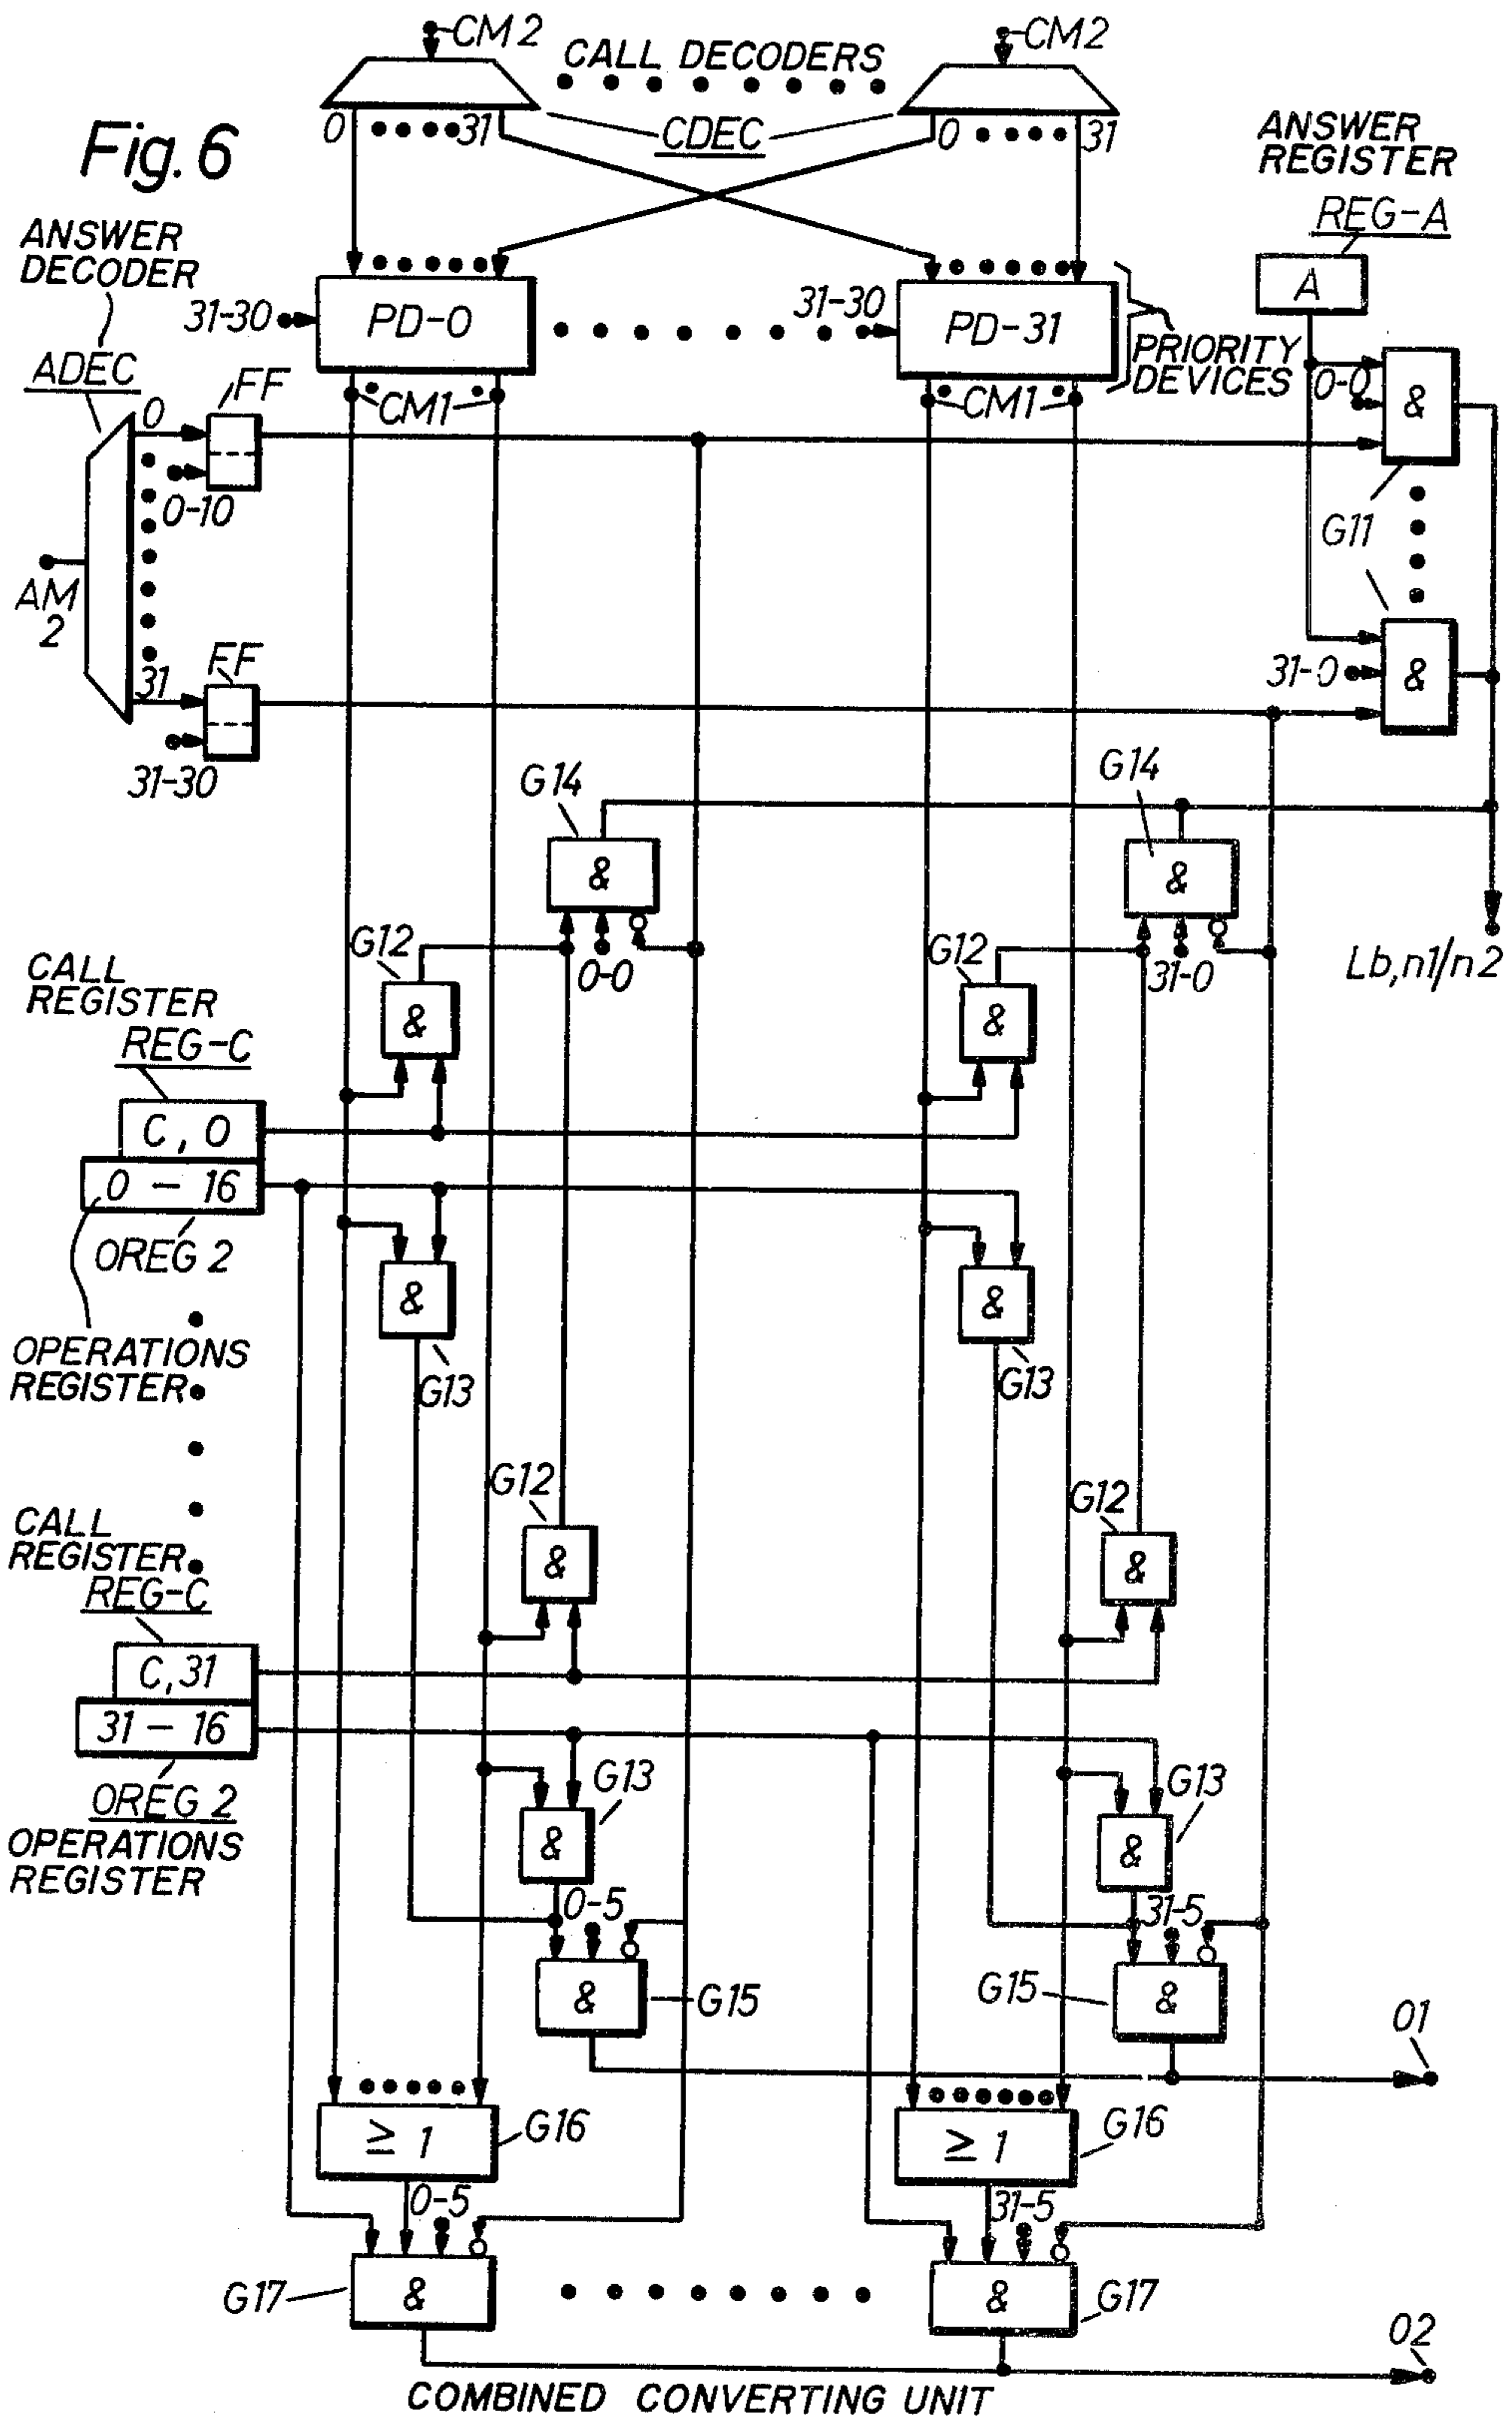 Fig. 6
CM2
CALL DECODERS
CM2
0
31
CDEC
0
31
ANSWER
REGISTER
REG-A
A
ANSWER
DECODER
ADEC
31-30
PD-0
31-30
PD-31
PRIORITY
DEVICES
0
FF
CM1
CM1
0-0
&
0-10
G11
AM
2
31
FF
31-30
31-0
&
G14
&
0-0
G14
&
31-0
Lb,n1/n2
G12
&
G12
&
CALL
REGISTER
REG-C
C, 0
0 – 16
OREG 2
&
G13
&
G13
OPERATIONS
REGISTER
G12
&
G12
&
CALL
REGISTER
REG-C
C,31
31 – 16
OREG 2
OPERATIONS
REGISTER
G13
&
G13
&
0-5
31-5
&
G15
G15
&
01
≥ 1
G16
≥ 1
G16
0-5
31-5
G17
&
&
G17
02
COMBINED CONVERTING UNIT